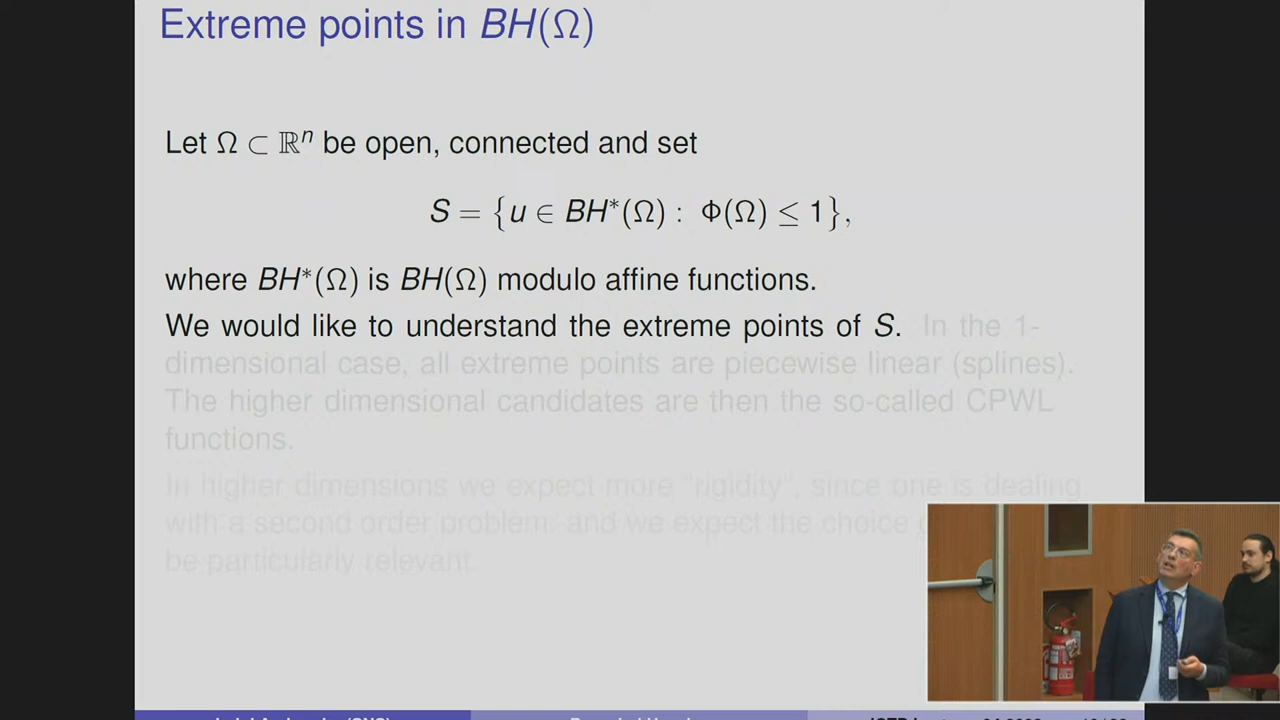 Extreme points in BH(Ω)
Let Ω ⊂ ℝⁿ be open, connected and set
S = {u ∈ BH*(Ω) : Φ(Ω) ≤ 1},
where BH*(Ω) is BH(Ω) modulo affine functions.
We would like to understand the extreme points of S. In the 1-
dimensional case, all extreme points are piecewise linear (splines).
The higher dimensional candidates are then the so-called CPWL
functions.
In higher dimensions we expect more "rigidity", since one is dealing
with a second order problem. and we expect the choice
be particularly relevant.